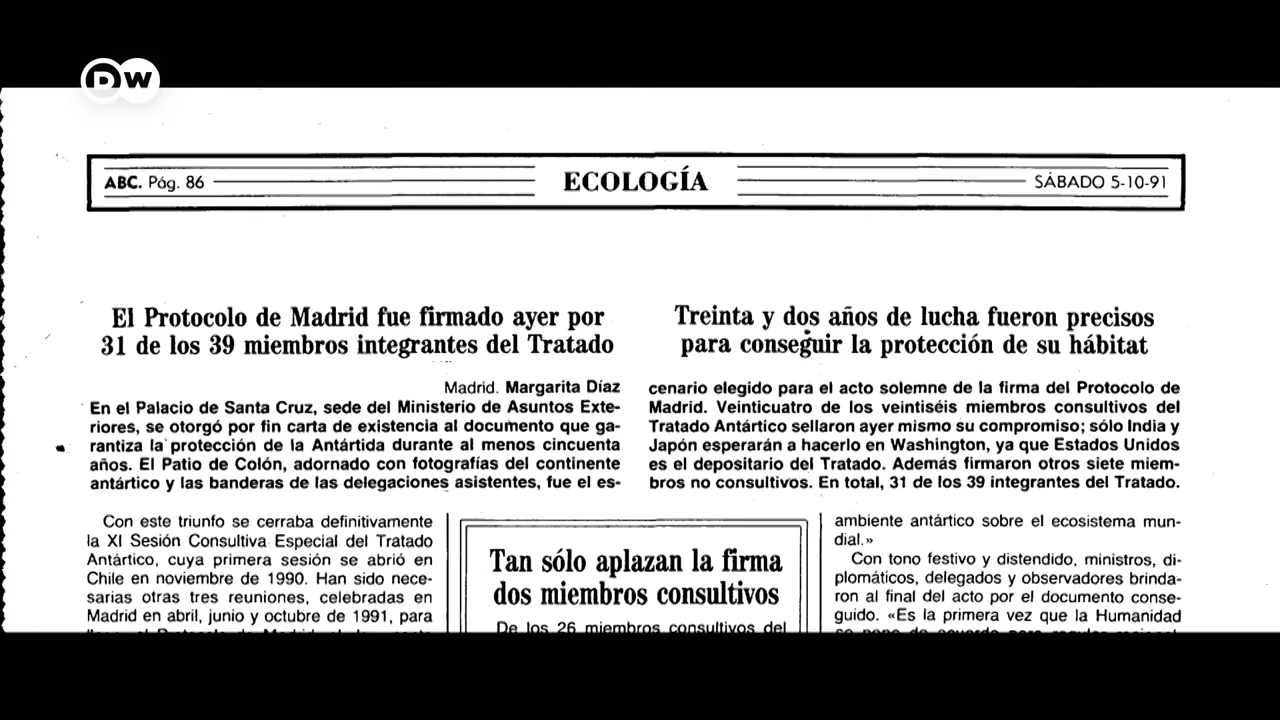 DW
ABC. Pág. 86
ECOLOGÍA
SÁBADO 5-10-91
El Protocolo de Madrid fue firmado ayer por
31 de los 39 miembros integrantes del Tratado
Treinta y dos años de lucha fueron precisos
para conseguir la protección de su hábitat
Madrid. Margarita Díaz
En el Palacio de Santa Cruz, sede del Ministerio de Asuntos Exte-
riores, se otorgó por fin carta de existencia al documento que ga-
rantiza la protección de la Antártida durante al menos cincuenta
años. El Patio de Colón, adornado con fotografías del continente
antártico y las banderas de las delegaciones asistentes, fue el es-
cenario elegido para el acto solemne de la firma del Protocolo de
Madrid. Veinticuatro de los veintiséis miembros consultivos del
Tratado Antártico sellaron ayer mismo su compromiso; sólo India y
Japón esperarán a hacerlo en Washington, ya que Estados Unidos
es el depositario del Tratado. Además firmaron otros siete miem-
bros no consultivos. En total, 31 de los 39 integrantes del Tratado.
Con este triunfo se cerraba definitivamente
la XI Sesión Consultiva Especial del Tratado
Antártico, cuya primera sesión se abrió en
Chile en noviembre de 1990. Han sido nece-
sarias otras tres reuniones, celebradas en
Madrid en abril, junio y octubre de 1991, para
Tan sólo aplazan la firma
dos miembros consultivos
De los 26 miembros consultivos del
ambiente antártico sobre el ecosistema mun-
dial.»
Con tono festivo y distendido, ministros, di-
plomáticos, delegados y observadores brinda-
ron al final del acto por el documento conse-
guido. «Es la primera vez que la Humanidad